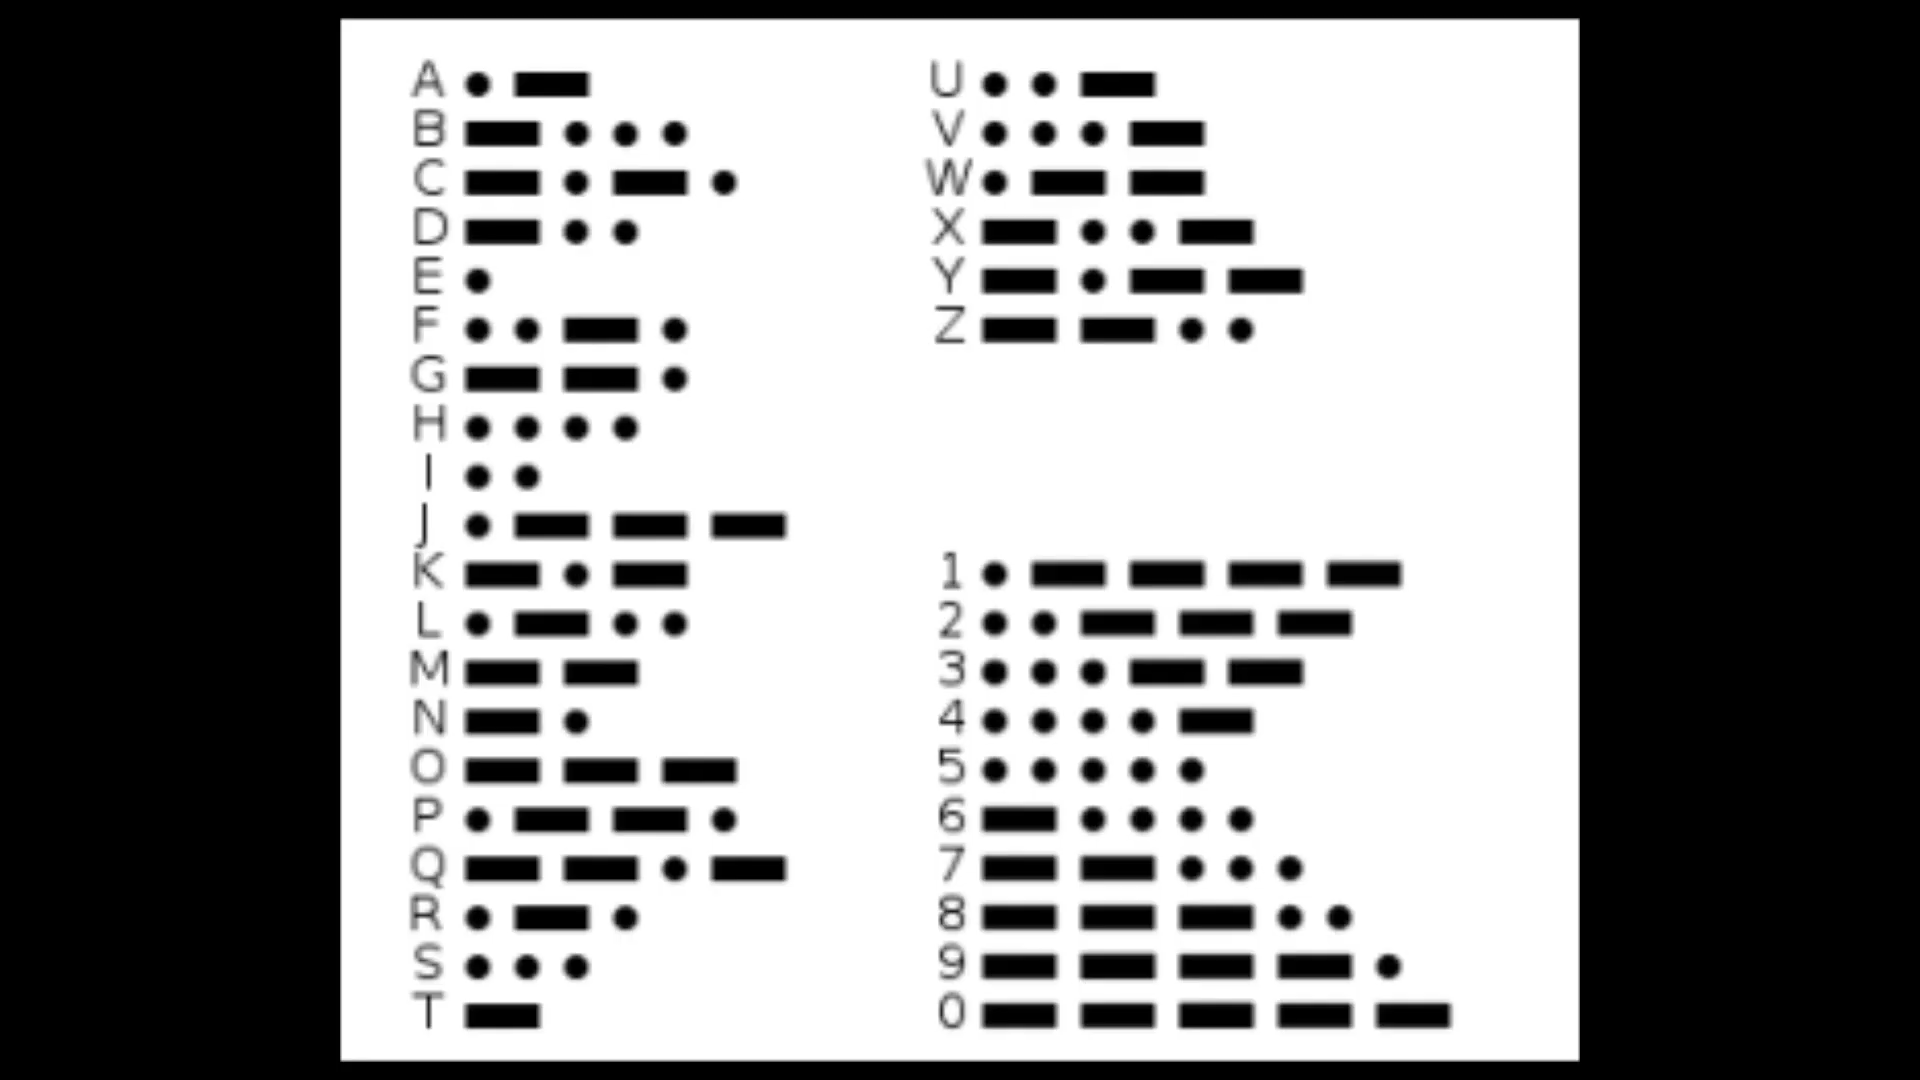 A ● ▬
B ▬ ● ● ●
C ▬ ● ▬ ●
D ▬ ● ●
E ●
F ● ● ▬ ●
G ▬ ▬ ●
H ● ● ● ●
I ● ●
J ● ▬ ▬ ▬
K ▬ ● ▬
L ● ▬ ● ●
M ▬ ▬
N ▬ ●
O ▬ ▬ ▬
P ● ▬ ▬ ●
Q ▬ ▬ ● ▬
R ● ▬ ●
S ● ● ●
T ▬
U ● ● ▬
V ● ● ● ▬
W ● ▬ ▬
X ▬ ● ● ▬
Y ▬ ● ▬ ▬
Z ▬ ▬ ● ●
1 ● ▬ ▬ ▬ ▬
2 ● ● ▬ ▬ ▬
3 ● ● ● ▬ ▬
4 ● ● ● ● ▬
5 ● ● ● ● ●
6 ▬ ● ● ● ●
7 ▬ ▬ ● ● ●
8 ▬ ▬ ▬ ● ●
9 ▬ ▬ ▬ ▬ ●
0 ▬ ▬ ▬ ▬ ▬